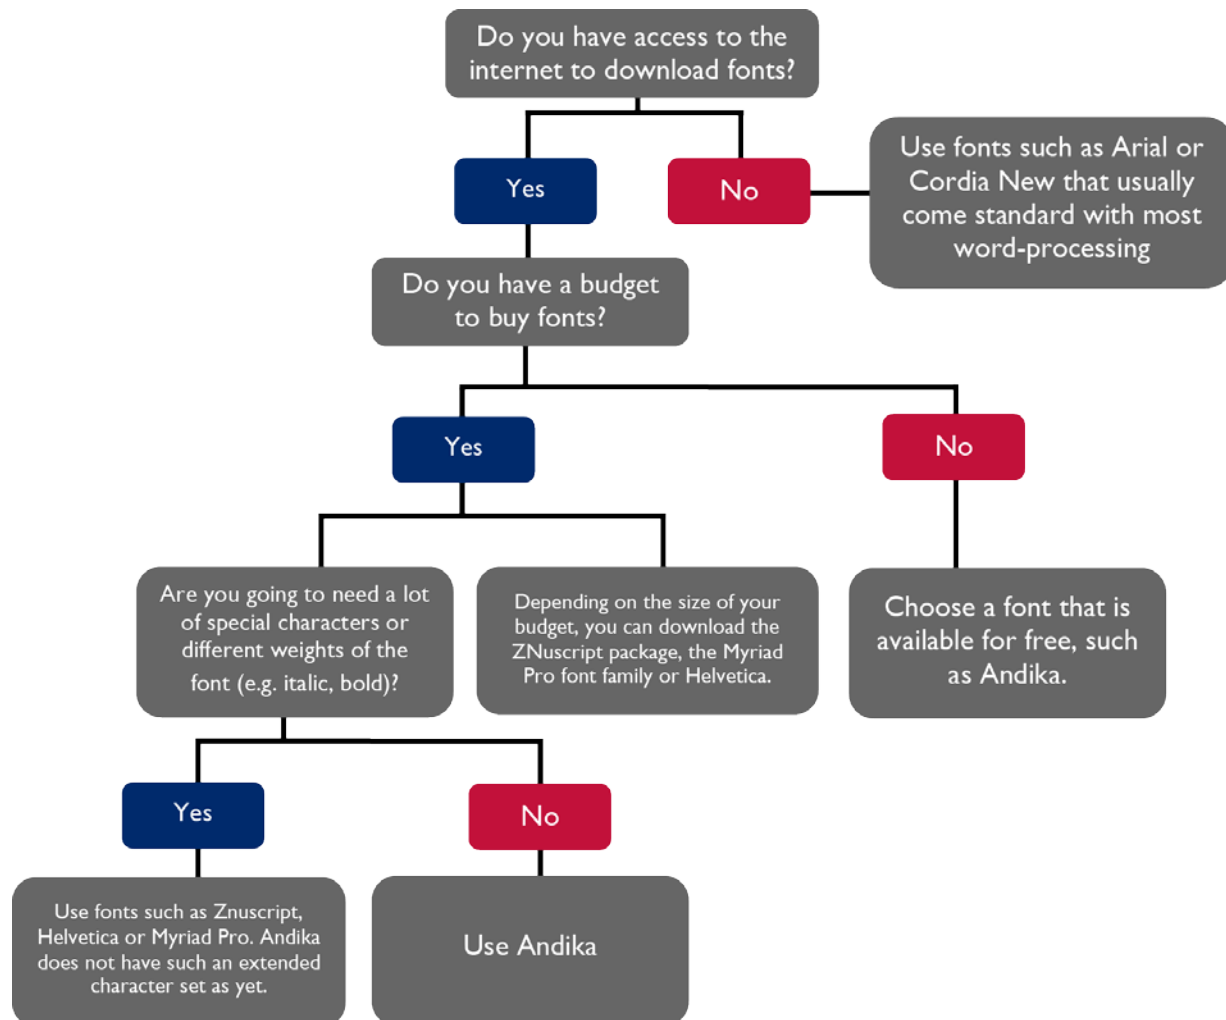 Do you have access to the
internet to download fonts?
Yes
No
Use fonts such as Arial or
Cordia New that usually
come standard with most
word-processing
Do you have a budget
to buy fonts?
Yes
No
Are you going to need a lot
of special characters or
different weights of the
font (e.g. italic, bold)?
Depending on the size of your
budget, you can download the
ZNuscript package, the Myriad
Pro font family or Helvetica.
Choose a font that is
available for free, such
as Andika.
Yes
No
Use fonts such as Znuscript,
Helvetica or Myriad Pro. Andika
does not have such an extended
character set as yet.
Use Andika